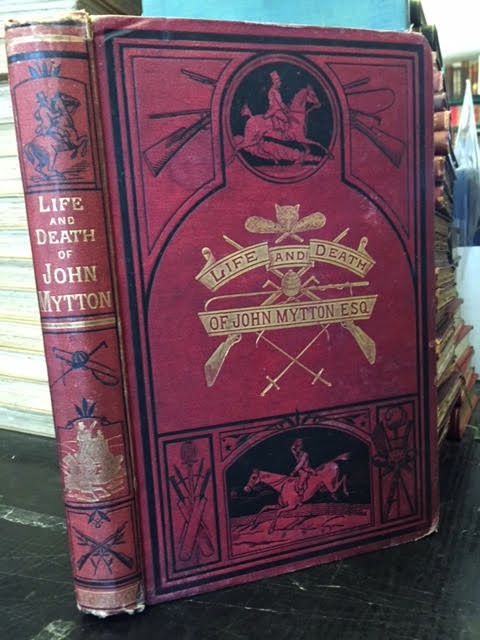 LIFE
AND
DEATH
OF
JOHN
MYTTON
LIFE AND DEATH
OF JOHN MYTTON ESQ